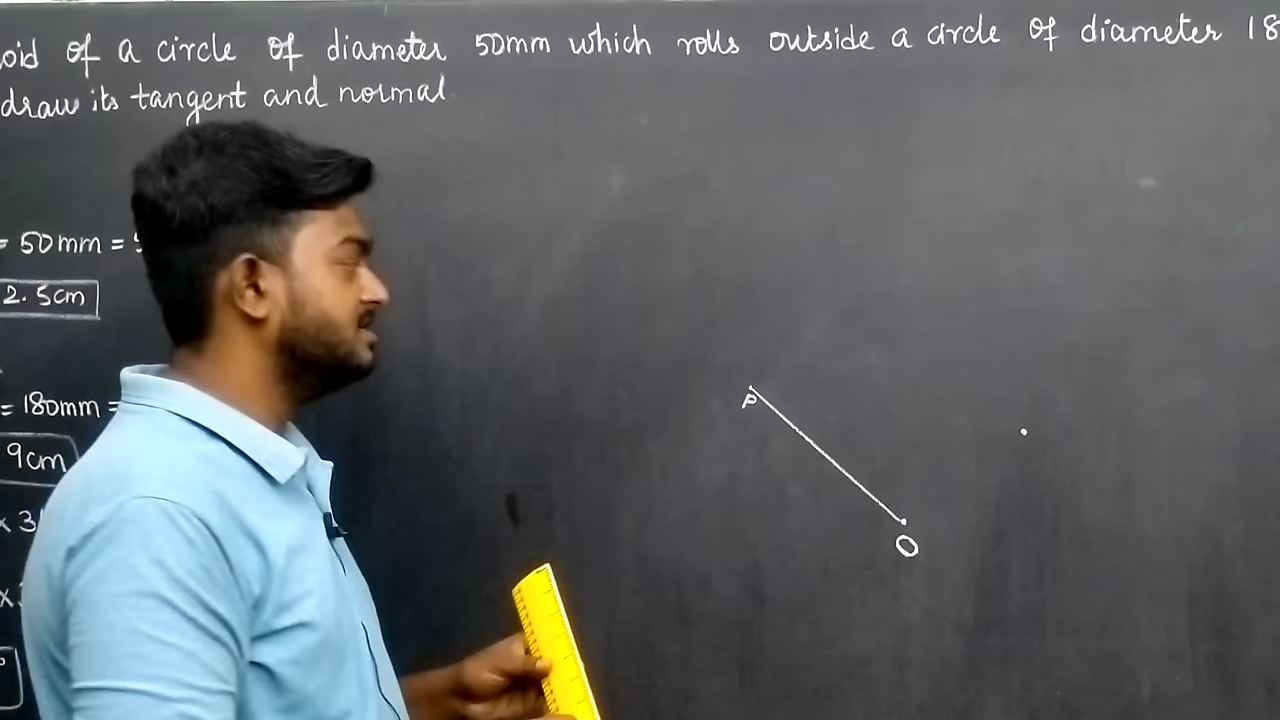 oid of a circle of diameter 50mm which rolls outside a circle of diameter 18
draw its tangent and normal
= 50mm =
2.5cm
= 180mm =
9cm
x 3
x
P
O